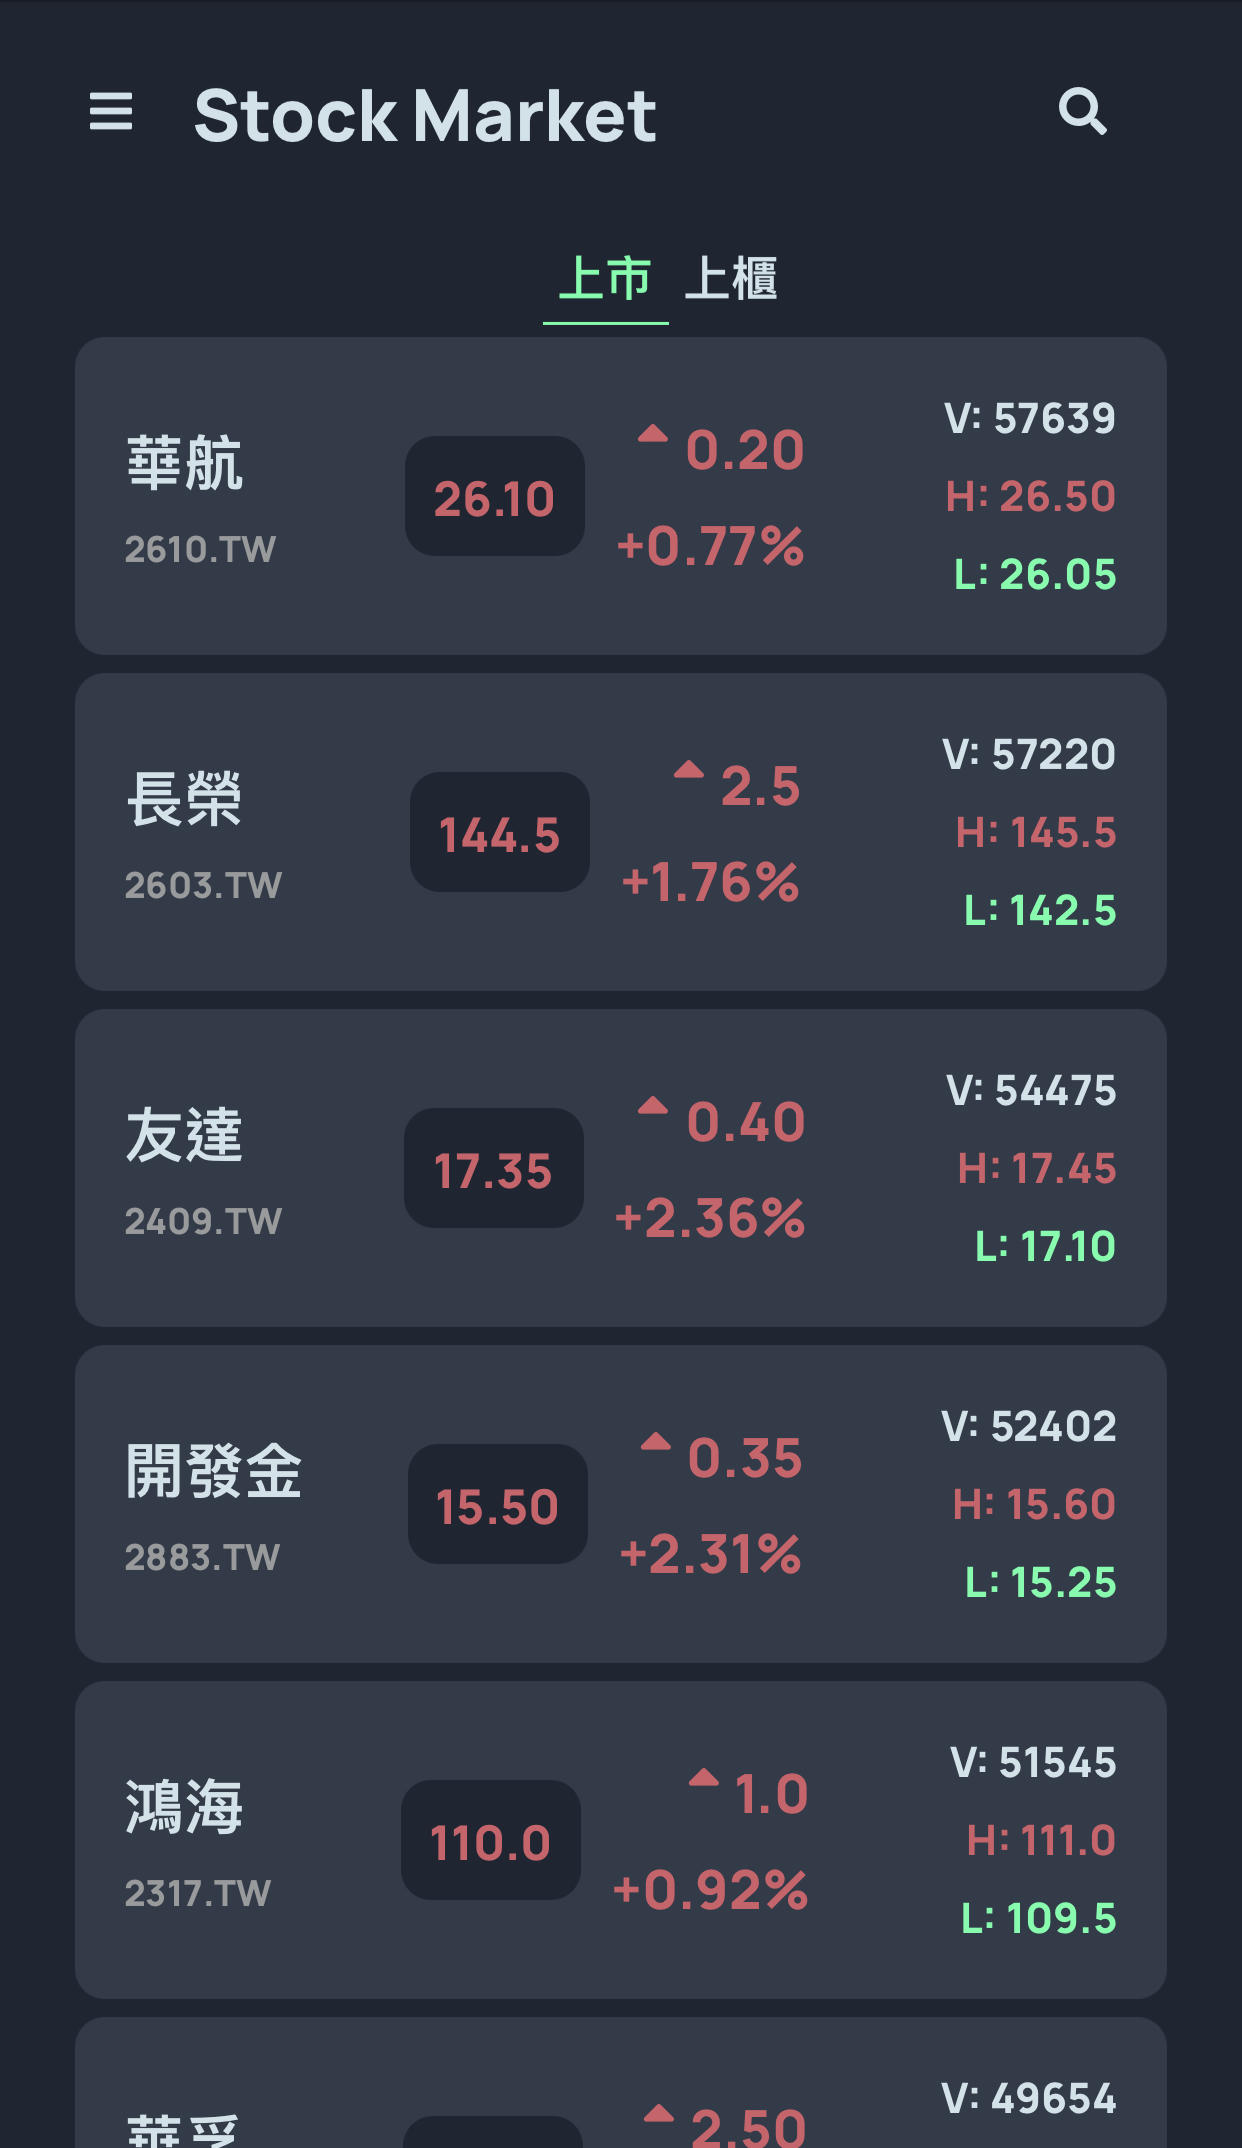 Stock Market
上市 上櫃
華航
2610.TW
26.10
0.20
+0.77%
V: 57639
H: 26.50
L: 26.05
長榮
2603.TW
144.5
2.5
+1.76%
V: 57220
H: 145.5
L: 142.5
友達
2409.TW
17.35
0.40
+2.36%
V: 54475
H: 17.45
L: 17.10
開發金
2883.TW
15.50
0.35
+2.31%
V: 52402
H: 15.60
L: 15.25
鴻海
2317.TW
110.0
1.0
+0.92%
V: 51545
H: 111.0
L: 109.5
華孚
2.50
V: 49654